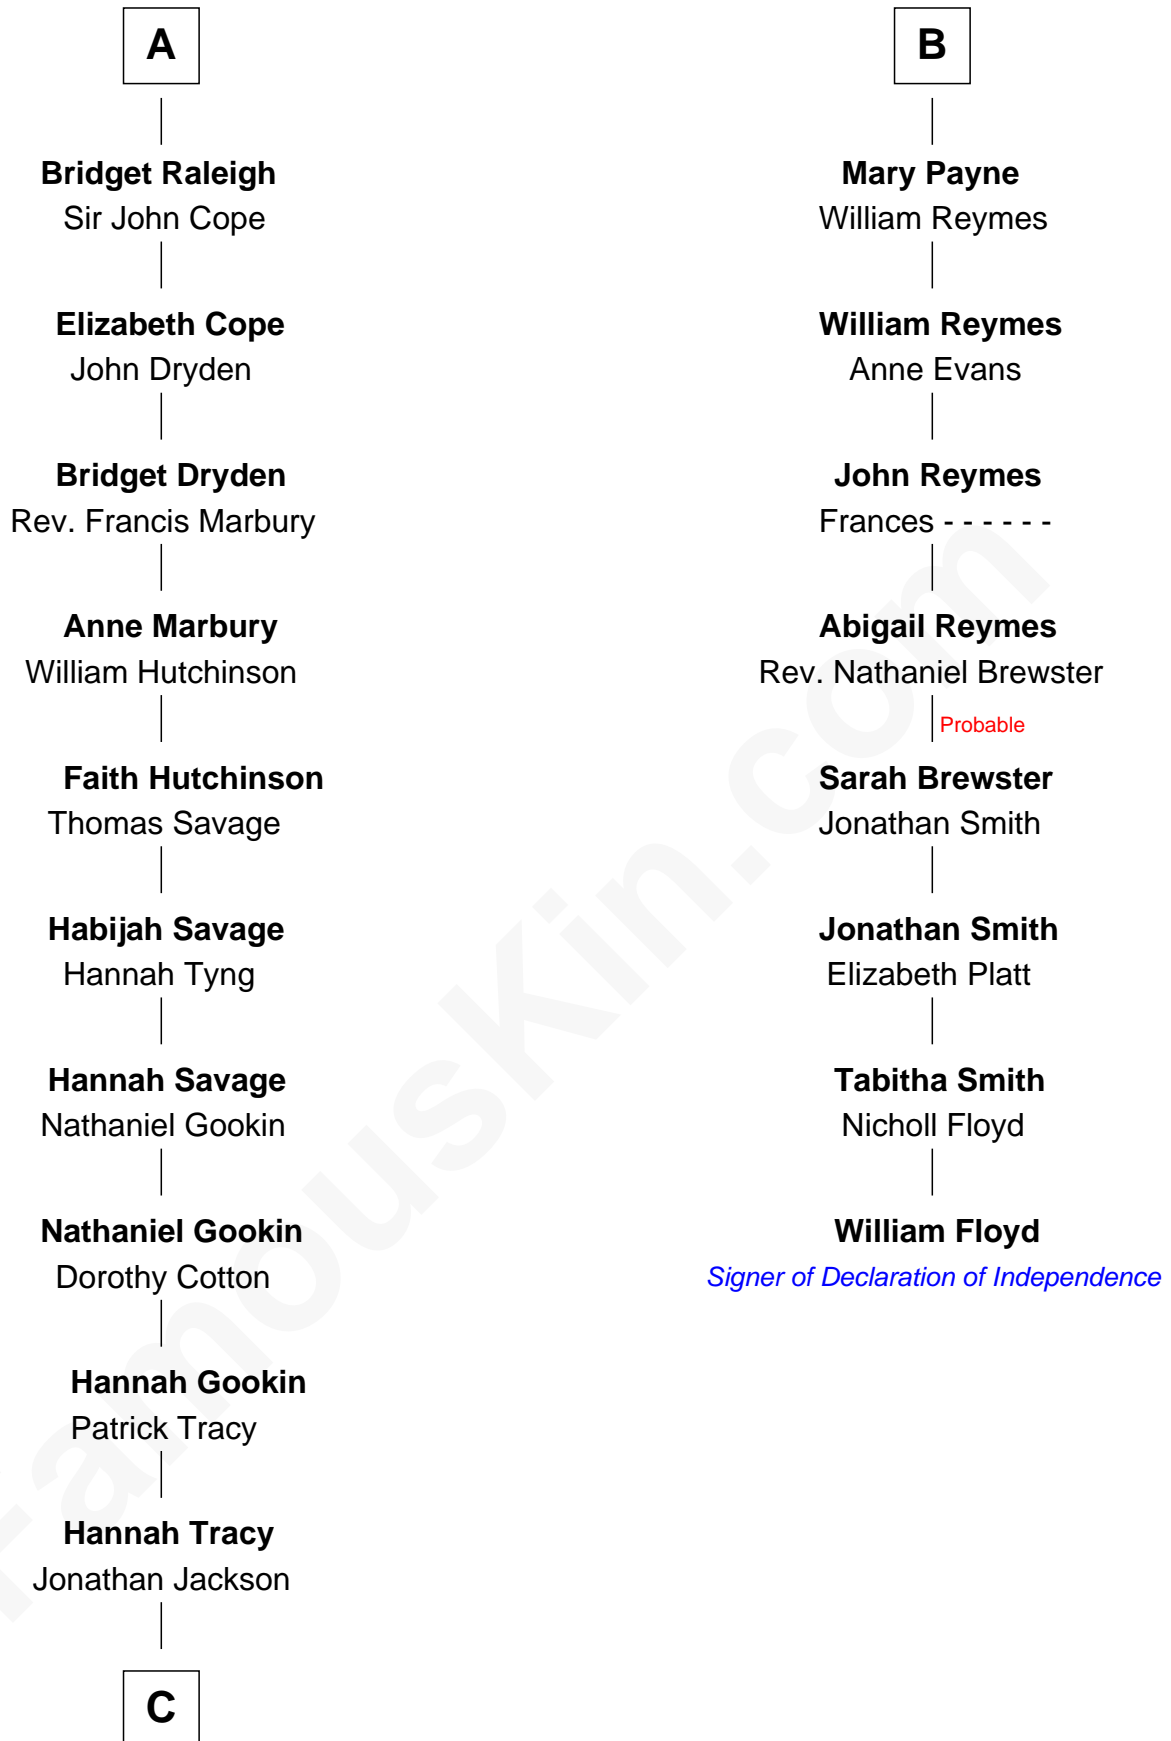 A
Bridget Raleigh
Sir John Cope
Elizabeth Cope
John Dryden
Bridget Dryden
Rev. Francis Marbury
Anne Marbury
William Hutchinson
Faith Hutchinson
Thomas Savage
Habijah Savage
Hannah Tyng
Hannah Savage
Nathaniel Gookin
Nathaniel Gookin
Dorothy Cotton
Hannah Gookin
Patrick Tracy
Hannah Tracy
Jonathan Jackson
C
B
Mary Payne
William Reymes
William Reymes
Anne Evans
John Reymes
Frances - - - - - -
Abigail Reymes
Rev. Nathaniel Brewster
Probable
Sarah Brewster
Jonathan Smith
Jonathan Smith
Elizabeth Platt
Tabitha Smith
Nicholl Floyd
William Floyd
Signer of Declaration of Independence
FamousKin.com